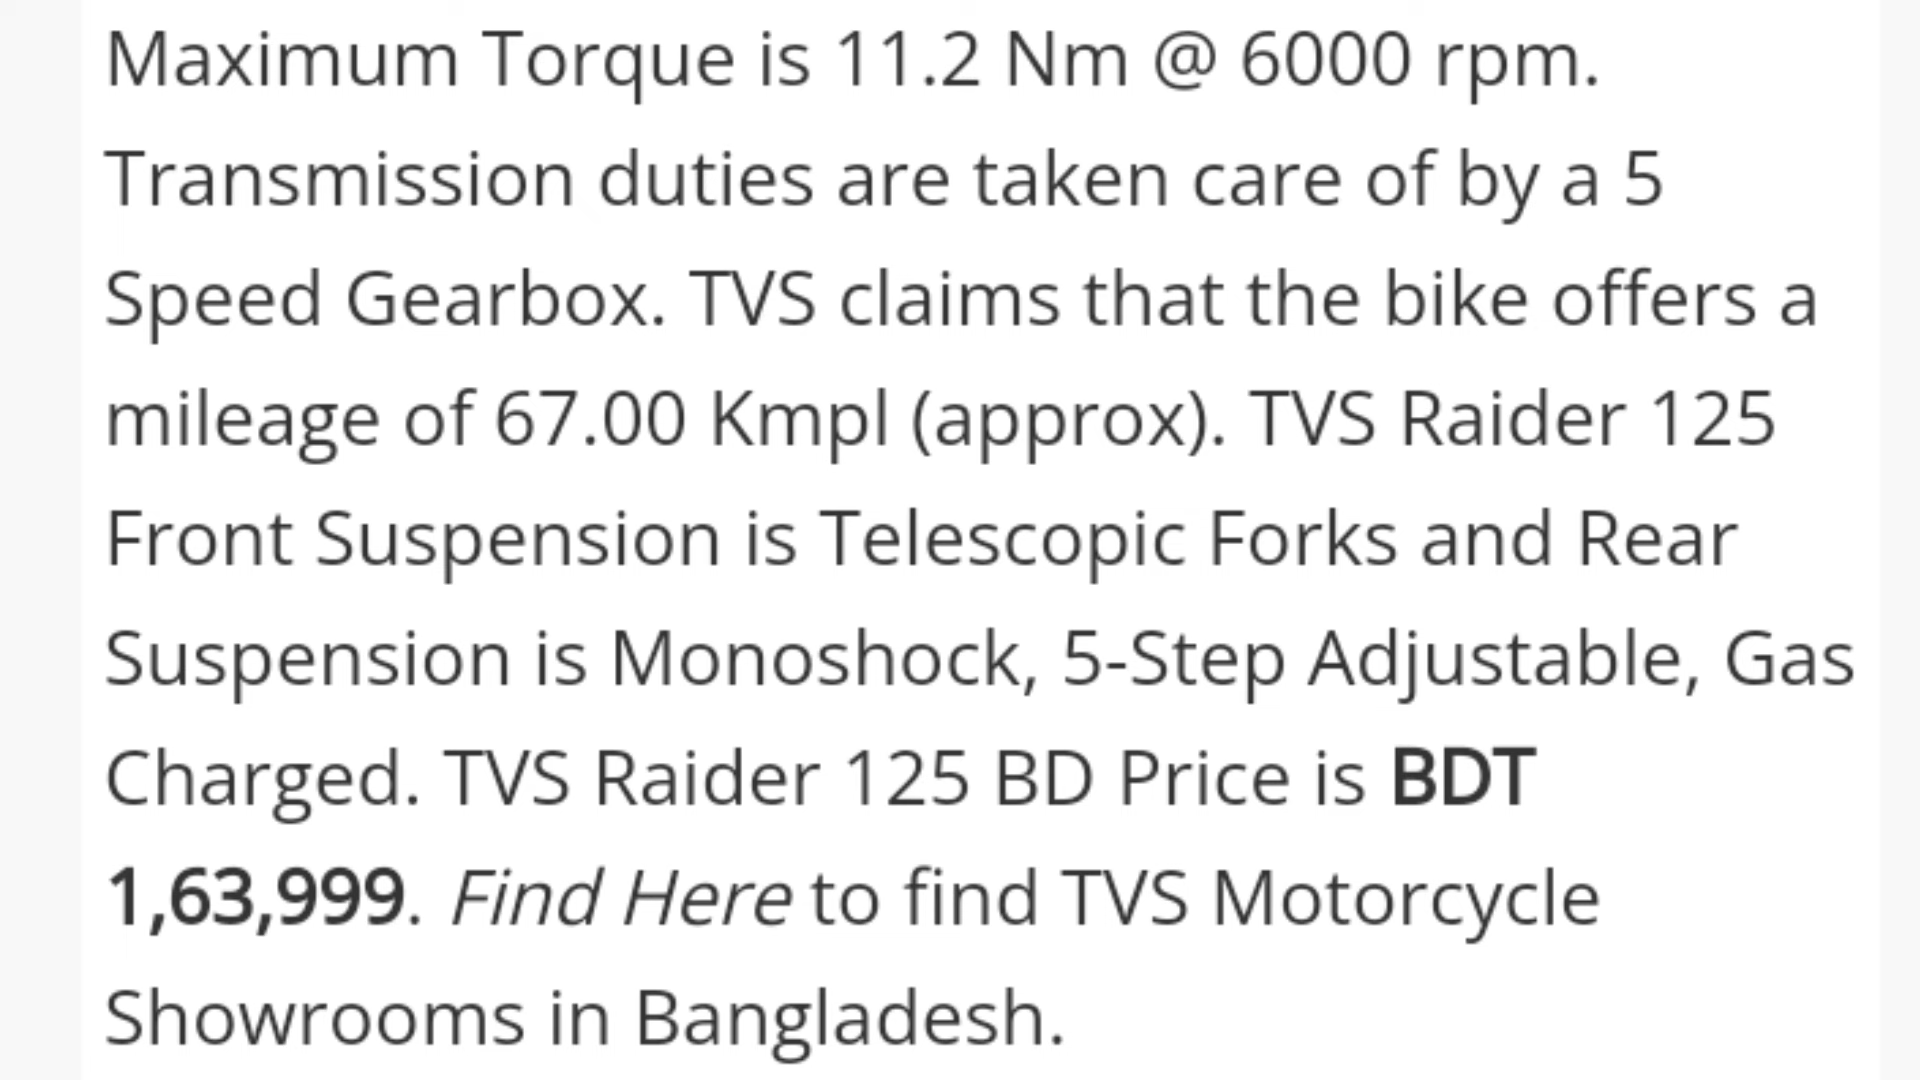 Maximum Torque is 11.2 Nm @ 6000 rpm.
Transmission duties are taken care of by a 5
Speed Gearbox. TVS claims that the bike offers a
mileage of 67.00 Kmpl (approx). TVS Raider 125
Front Suspension is Telescopic Forks and Rear
Suspension is Monoshock, 5-Step Adjustable, Gas
Charged. TVS Raider 125 BD Price is BDT
1,63,999. Find Here to find TVS Motorcycle
Showrooms in Bangladesh.